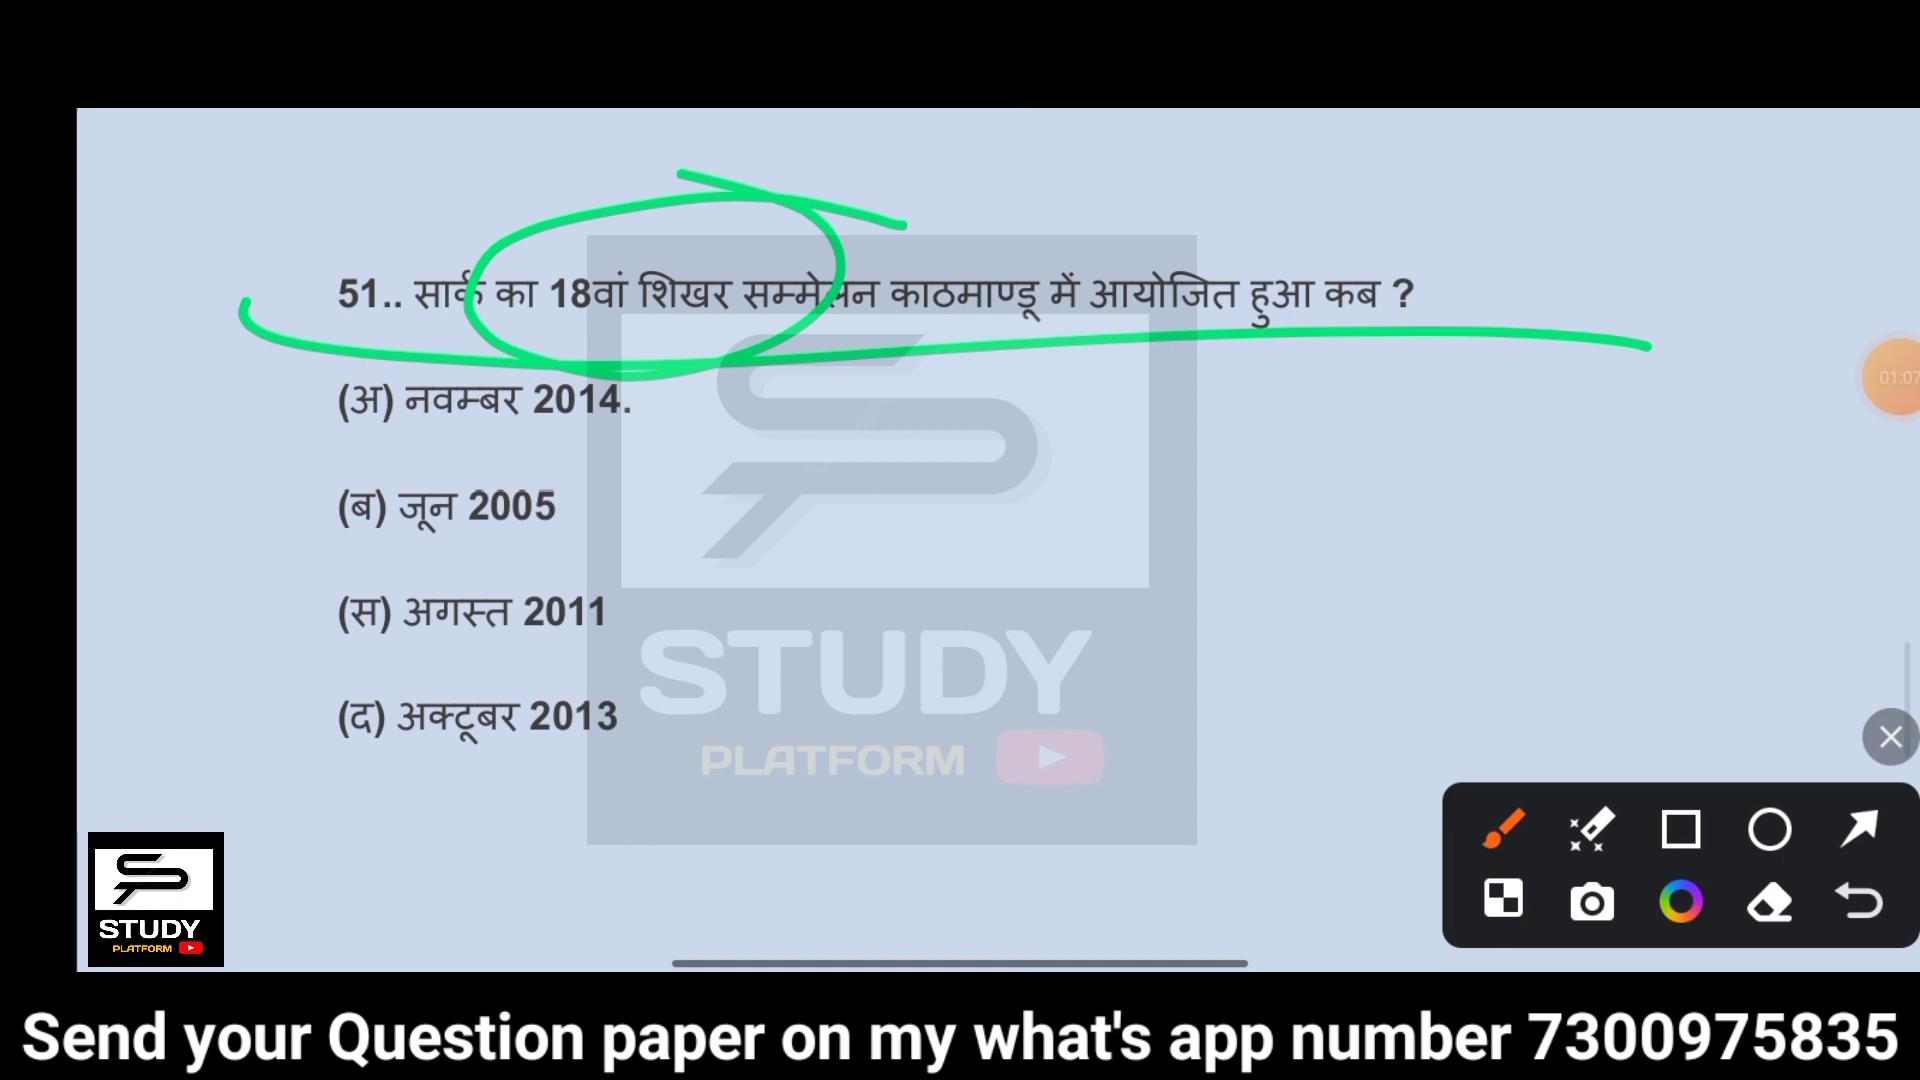 51.. सार्क का 18वां शिखर सम्मेलन काठमाण्डू में आयोजित हुआ कब ?
(अ) नवम्बर 2014.
(ब) जून 2005
(स) अगस्त 2011
(द) अक्टूबर 2013
STUDY
PLATFORM
01:07
STUDY
PLATFORM
Send your Question paper on my what's app number 7300975835